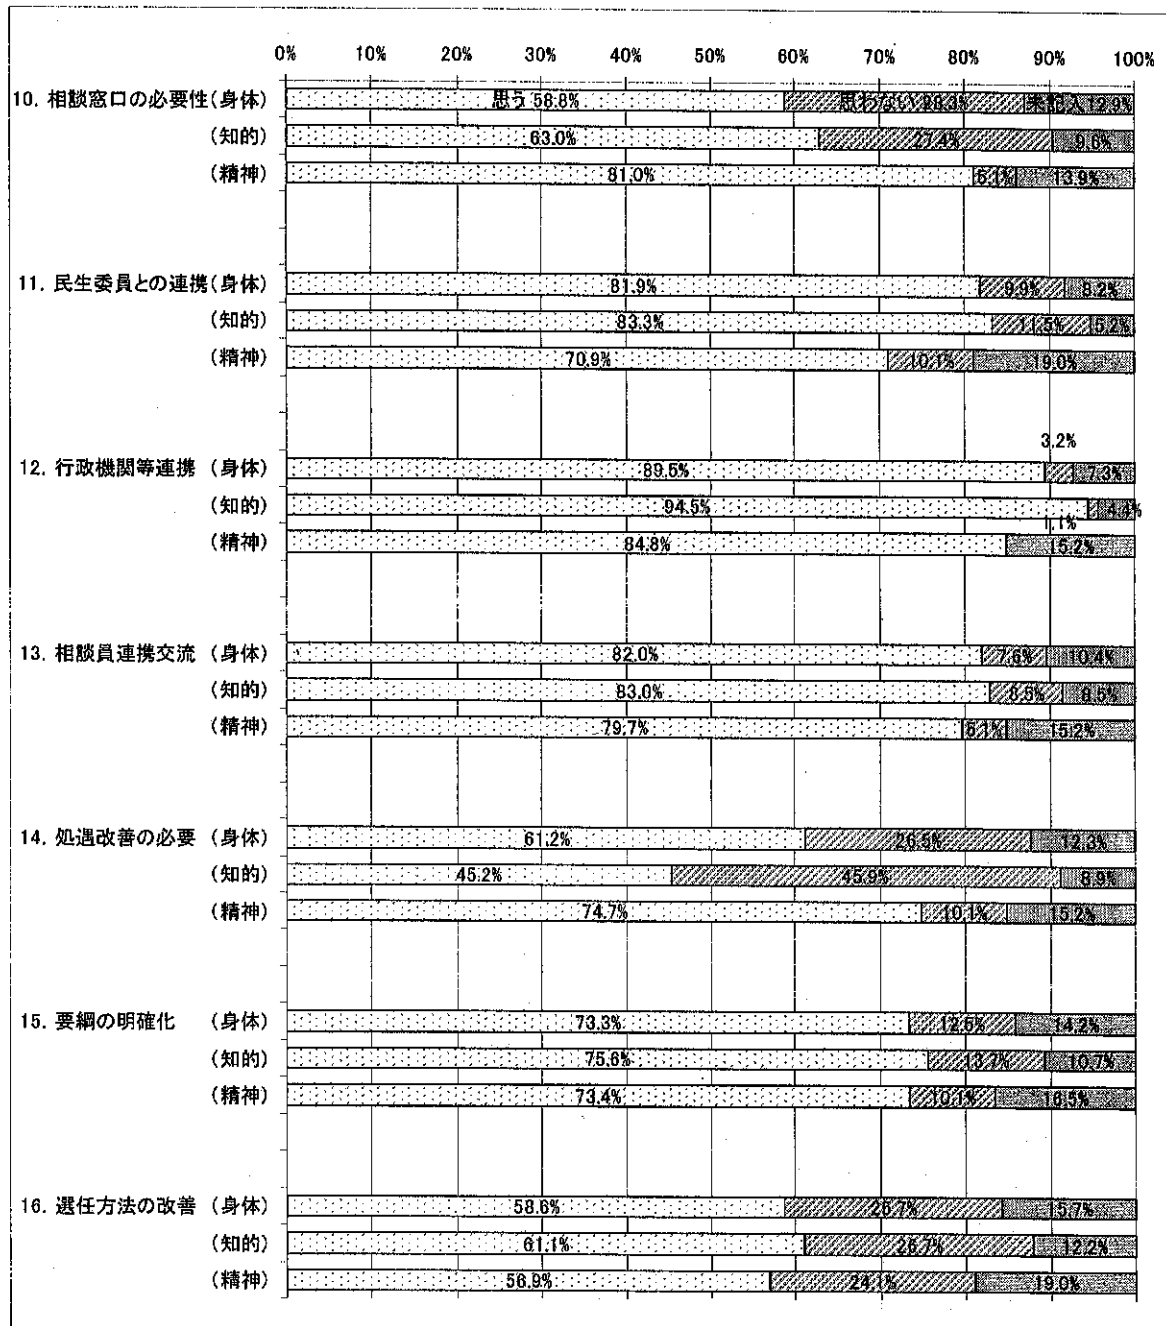 0% 10% 20% 30% 40% 50% 60% 70% 80% 90% 100%
10. 相談窓口の必要性(身体) 思う 58.8% 思わない 28.3% 未記入 12.9%
(知的) 63.0% 27.4% 9.6%
(精神) 81.0% 5.1% 13.9%
11. 民生委員との連携(身体) 81.9% 9.9% 8.2%
(知的) 83.3% 11.5% 5.2%
(精神) 70.9% 10.1% 19.0%
3.2%
12. 行政機関等連携 (身体) 89.5% 7.3%
(知的) 94.5% 4.4%
1.1%
(精神) 84.8% 15.2%
13. 相談員連携交流 (身体) 82.0% 7.6% 10.4%
(知的) 83.0% 8.5% 8.5%
(精神) 79.7% 5.1% 15.2%
14. 処遇改善の必要 (身体) 61.2% 26.5% 12.3%
(知的) 45.2% 45.9% 8.9%
(精神) 74.7% 10.1% 15.2%
15. 要綱の明確化 (身体) 73.3% 12.5% 14.2%
(知的) 75.6% 13.7% 10.7%
(精神) 73.4% 10.1% 16.5%
16. 選任方法の改善 (身体) 58.6% 25.7% 15.7%
(知的) 61.1% 26.7% 12.2%
(精神) 56.9% 24.1% 19.0%